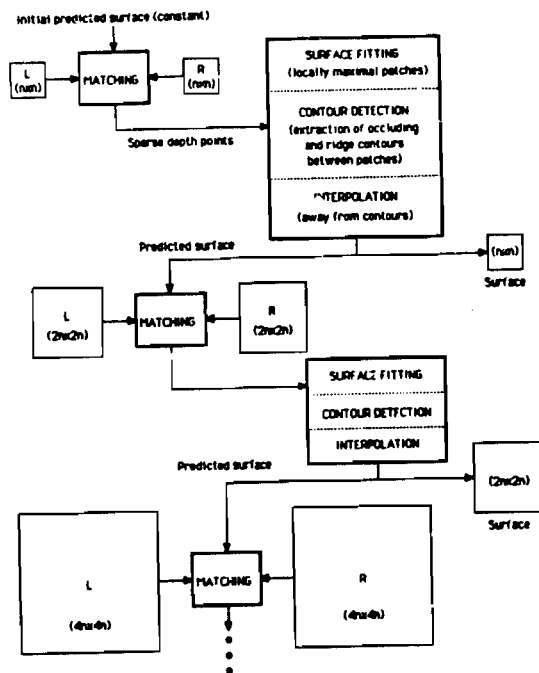 Initial predicted surface (constant)
L
(nxn)
MATCHING
R
(nxn)
Sparse depth points
SURFACE FITTING
(locally maximal patches)
CONTOUR DETECTION
(extraction of occluding
and ridge contours
between patches)
INTERPOLATION
(away from contours)
Predicted surface
(nxn)
Surface
L
(2nx2n)
MATCHING
R
(2nx2n)
SURFACE FITTING
CONTOUR DETECTION
INTERPOLATION
Predicted surface
(2nx2n)
Surface
L
(4nx4n)
MATCHING
R
(4nx4n)